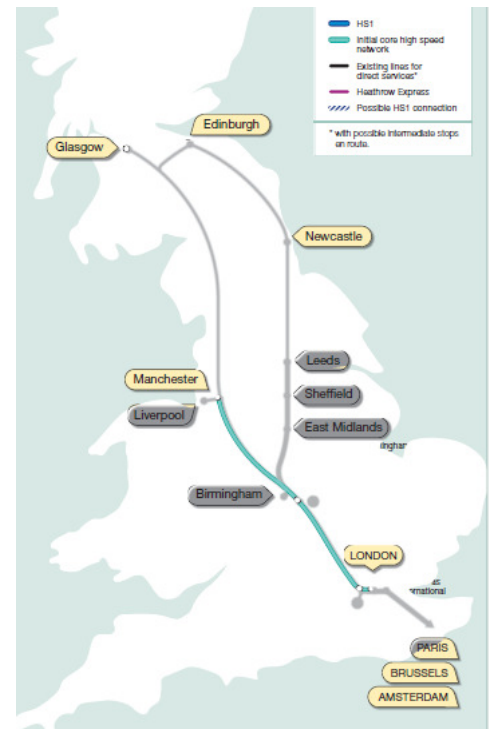 HS1
Initial core high speed
network
Existing lines for
direct services*
Heathrow Express
Possible HS1 connection
* with possible intermediate stops
en route.
Edinburgh
Glasgow
Newcastle
Leeds
Manchester
Sheffield
Liverpool
East Midlands
Birmingham
LONDON
PARIS
BRUSSELS
AMSTERDAM